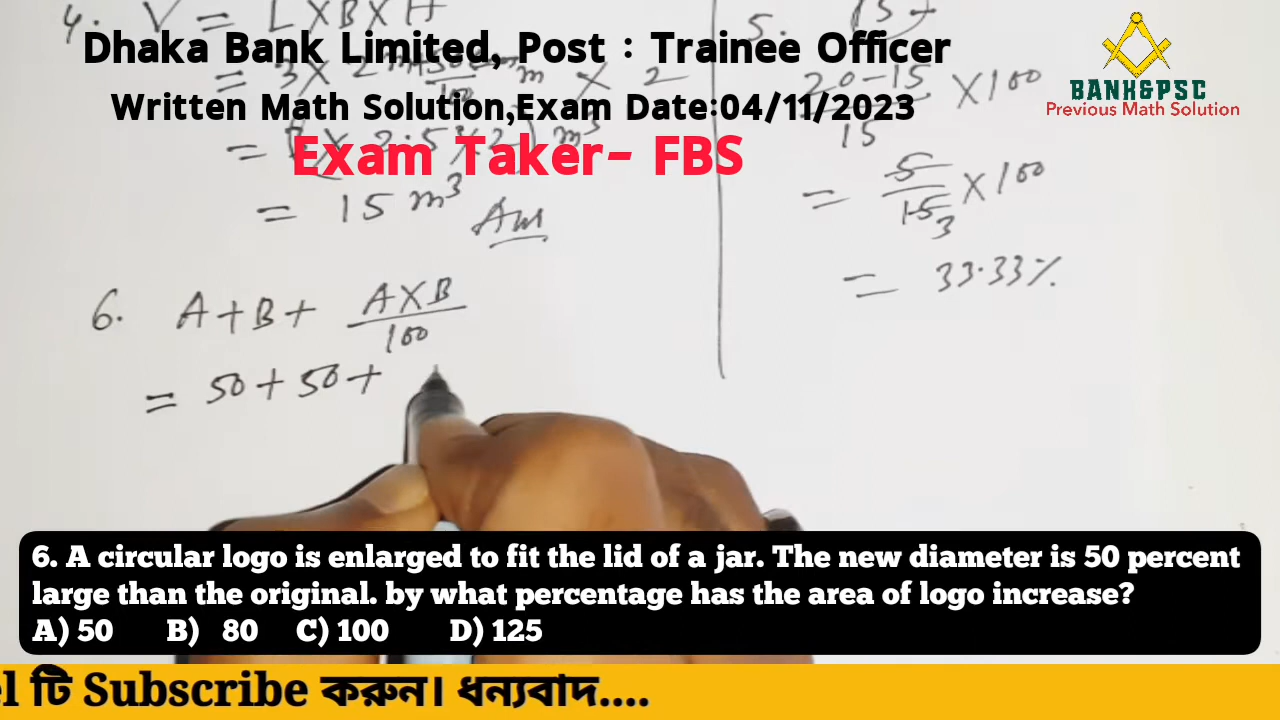 4. V = L X B X H
5.
Dhaka Bank Limited, Post : Trainee Officer
BANK&PSC
Previous Math Solution
Written Math Solution,Exam Date:04/11/2023
Exam Taker- FBS
20-15 / 15 X 100
= 15 m³ Ans
= 5 / 15 3 X 100
= 33.33%
6. A+B+ AXB / 100
= 50+50+
6. A circular logo is enlarged to fit the lid of a jar. The new diameter is 50 percent
large than the original. by what percentage has the area of logo increase?
A) 50 B) 80 C) 100 D) 125
টি Subscribe করুন। ধন্যবাদ....